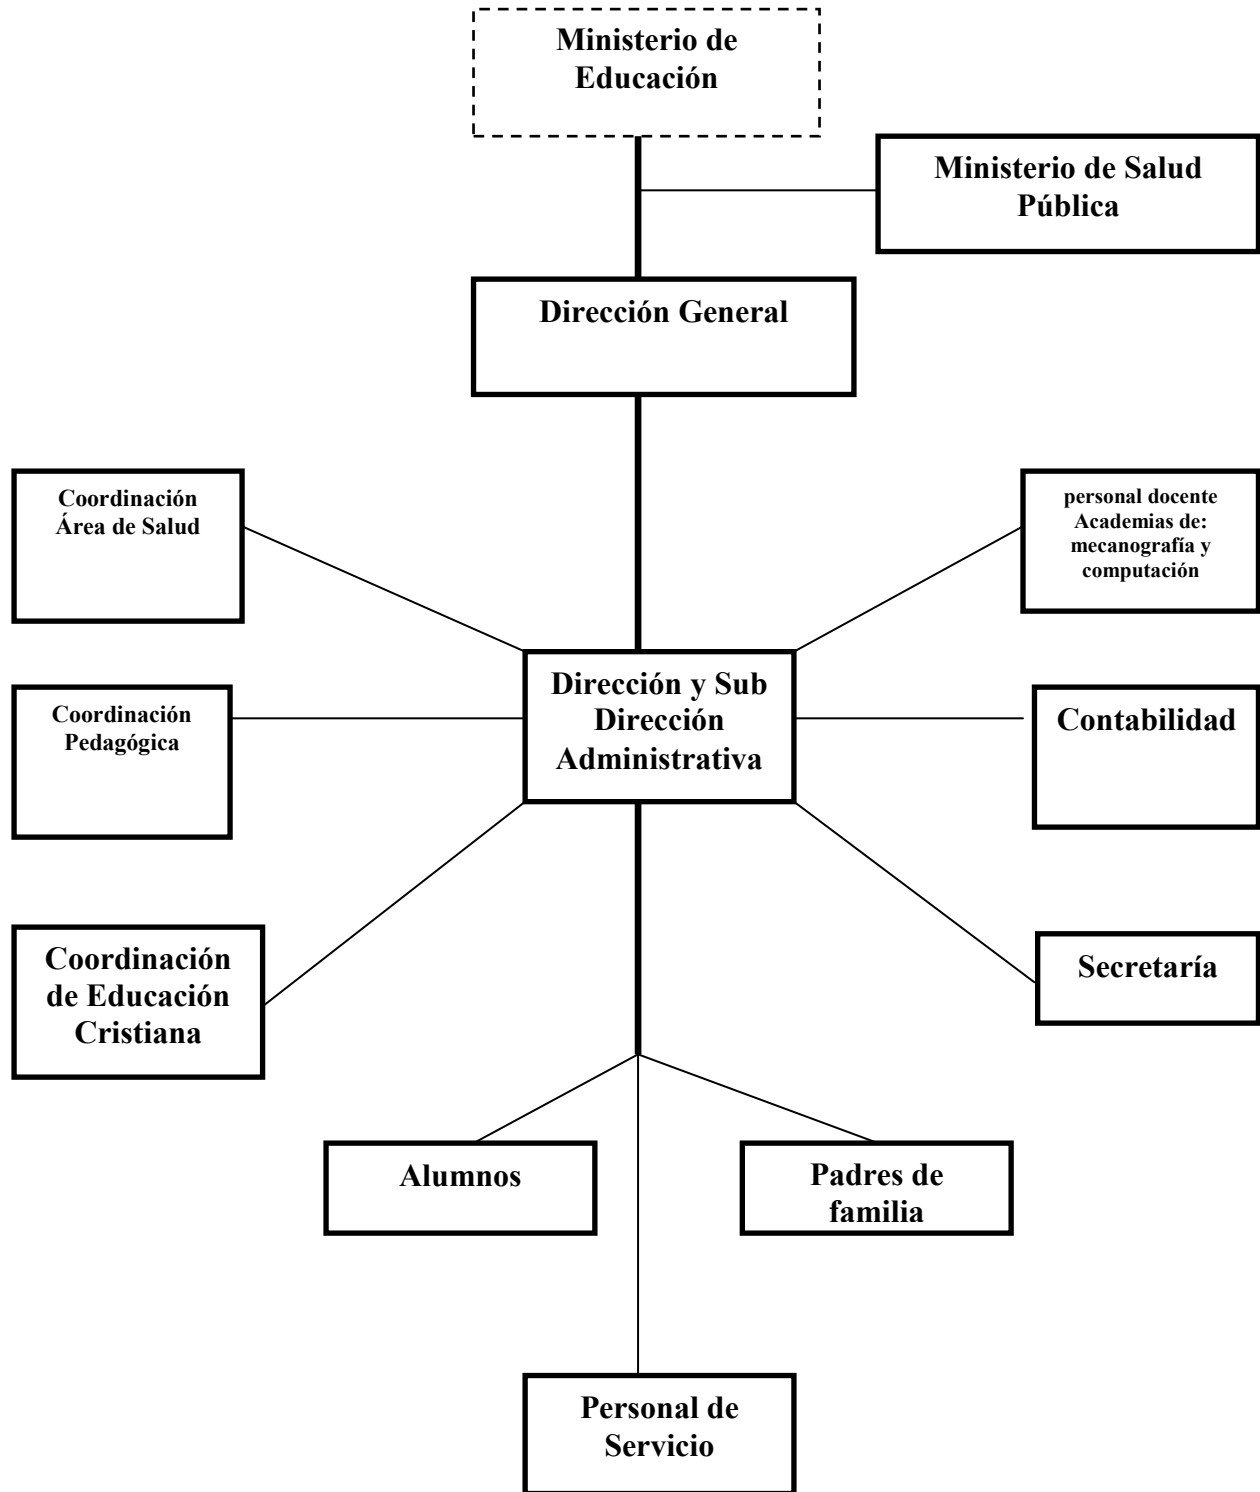 Ministerio de
Educación
Ministerio de Salud
Pública
Dirección General
Coordinación
Área de Salud
personal docente
Academias de:
mecanografía y
computación
Dirección y Sub
Dirección
Administrativa
Coordinación
Pedagógica
Contabilidad
Coordinación
de Educación
Cristiana
Secretaría
Alumnos
Padres de
familia
Personal de
Servicio